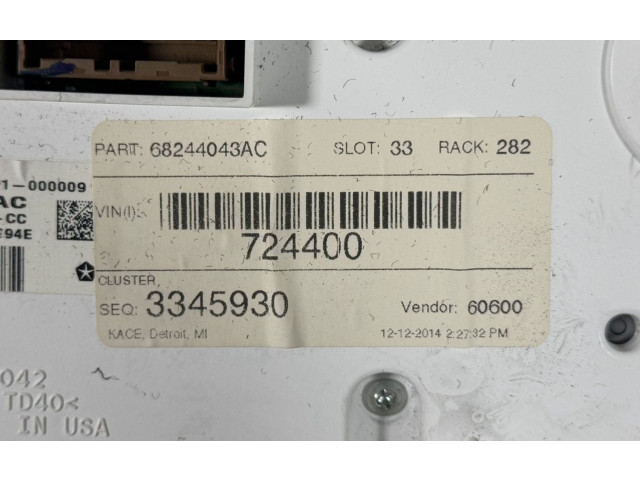 PART: 68244043AC SLOT: 33 RACK: 282
VIN(I):
724400
CLUSTER
SEQ: 3345930 Vendor: 60600
KACE, Detroit, MI 12-12-2014 2:27:32 PM
1-000009
AC
-CC
94E
042
TD40<
IN USA